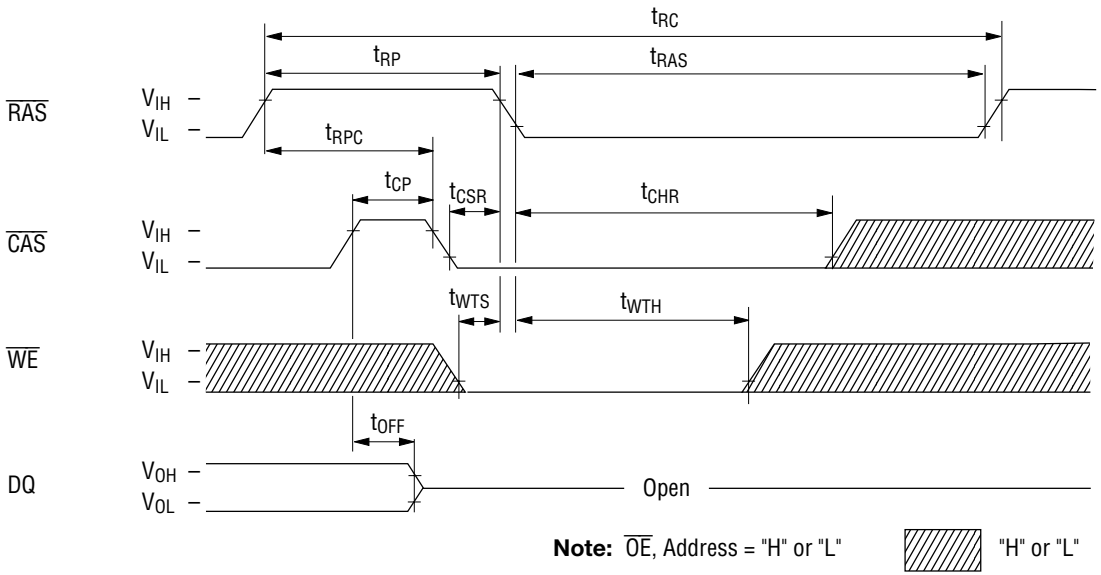 tRC
tRP
tRAS
RAS
VIH
VIL
tRPC
tCP
tCSR
tCHR
CAS
VIH
VIL
tWTS
tWTH
WE
VIH
VIL
tOFF
DQ
VOH
VOL
Open
Note: OE, Address = "H" or "L"
"H" or "L"